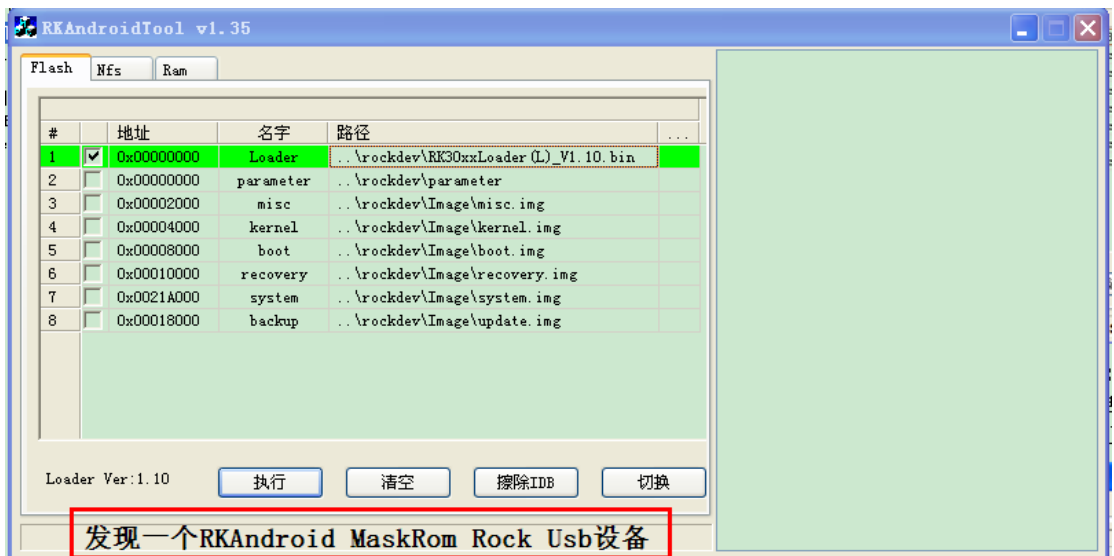 RKAndroidTool v1.35
Flash Nfs Ram
# 地址 名字 路径 ...
1 0x00000000 Loader ..\rockdev\RK30xxLoader(L)_V1.10.bin
2 0x00000000 parameter ..\rockdev\parameter
3 0x00002000 misc ..\rockdev\Image\misc.img
4 0x00004000 kernel ..\rockdev\Image\kernel.img
5 0x00008000 boot ..\rockdev\Image\boot.img
6 0x00010000 recovery ..\rockdev\Image\recovery.img
7 0x0021A000 system ..\rockdev\Image\system.img
8 0x00018000 backup ..\rockdev\Image\update.img
Loader Ver:1.10 执行 清空 擦除IDB 切换
发现一个RKAndroid MaskRom Rock Usb设备